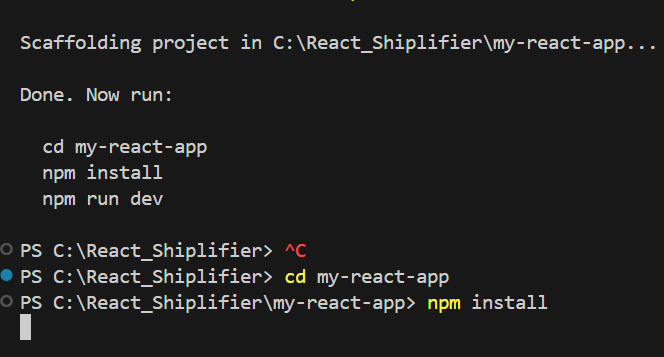 Scaffolding project in C:\React_Shiplifier\my-react-app...
Done. Now run:
cd my-react-app
npm install
npm run dev
PS C:\React_Shiplifier> ^C
PS C:\React_Shiplifier> cd my-react-app
PS C:\React_Shiplifier\my-react-app> npm install